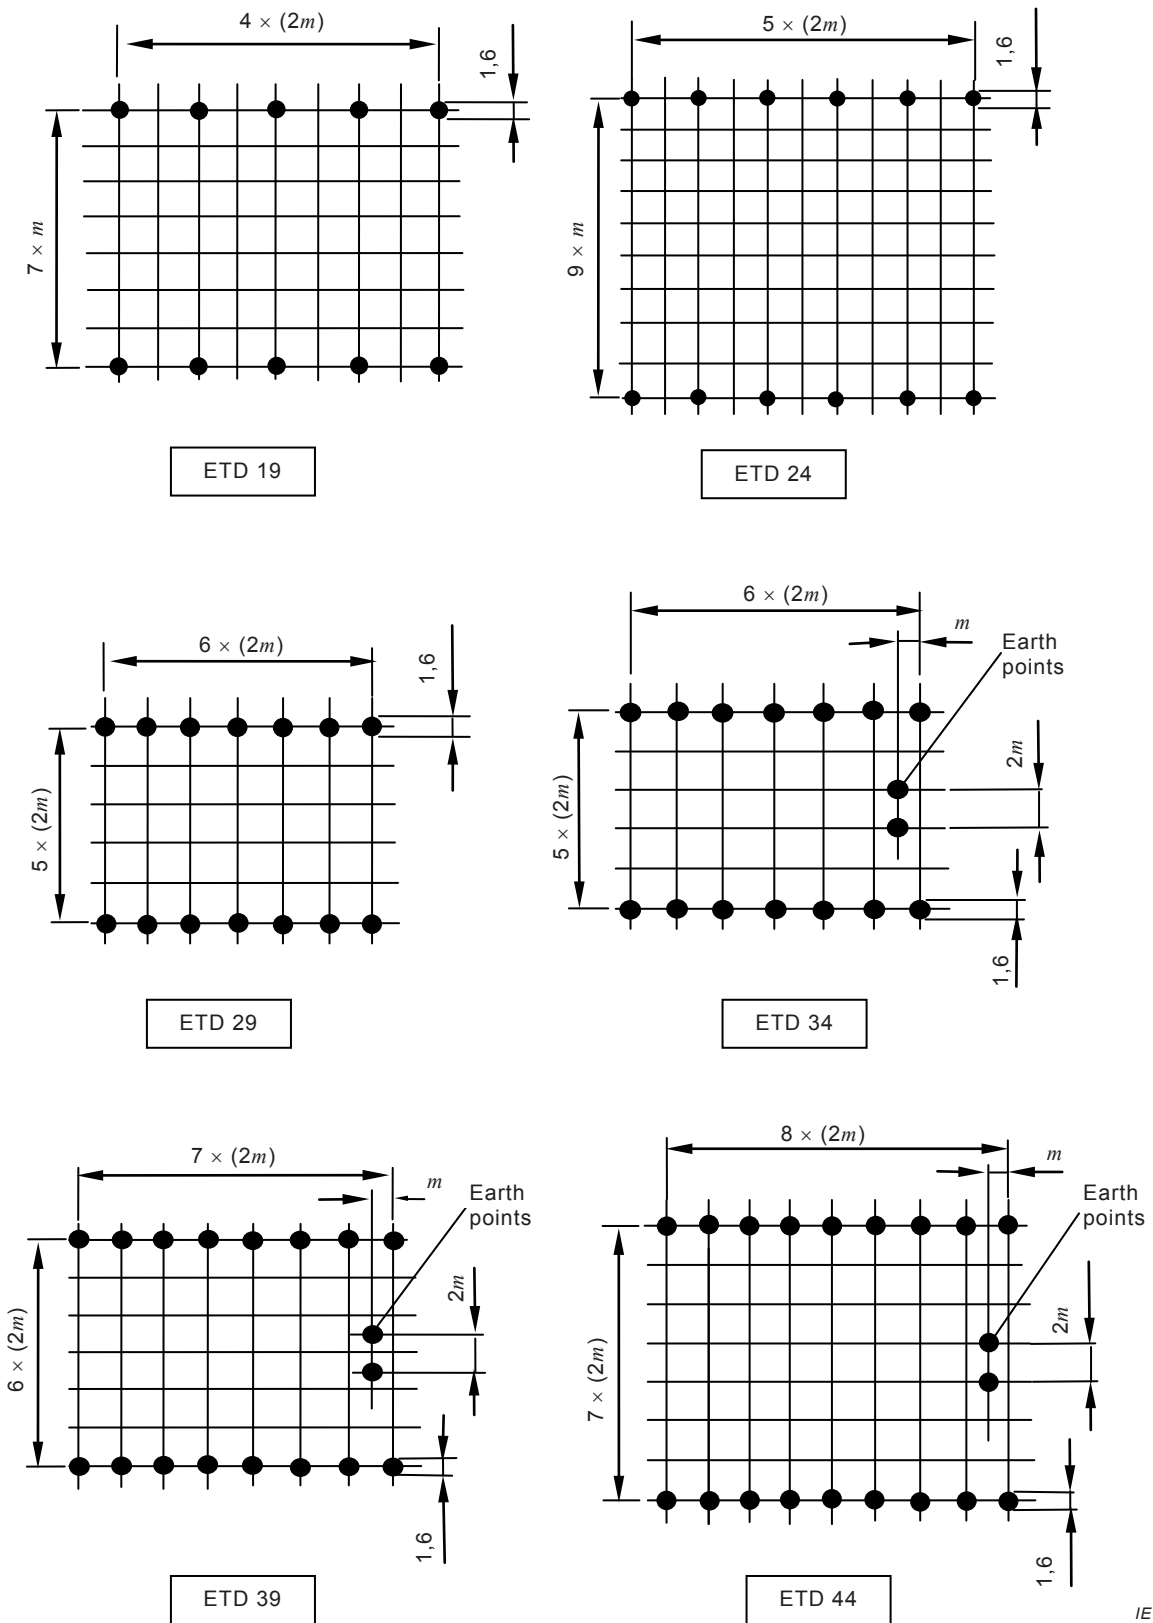 4 × (2m)
1,6
7 × m
ETD 19
5 × (2m)
1,6
9 × m
ETD 24
6 × (2m)
1,6
5 × (2m)
ETD 29
6 × (2m)
m
Earth
points
2m
5 × (2m)
1,6
ETD 34
7 × (2m)
m
Earth
points
2m
6 × (2m)
1,6
ETD 39
8 × (2m)
m
Earth
points
2m
7 × (2m)
1,6
ETD 44
IE